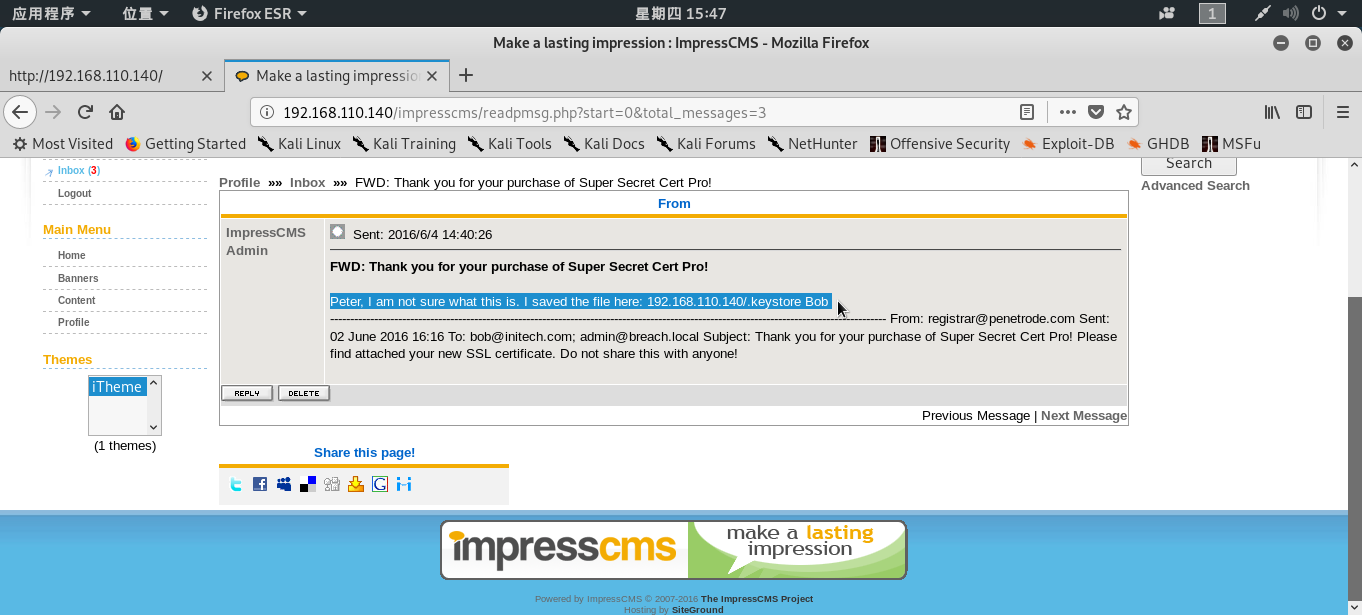 应用程序 位置 Firefox ESR 星期四 15:47 1
Make a lasting impression : ImpressCMS - Mozilla Firefox
http://192.168.110.140/ Make a lasting impressio
192.168.110.140/impresscms/readpmsg.php?start=0&total_messages=3
Most Visited Getting Started Kali Linux Kali Training Kali Tools Kali Docs Kali Forums NetHunter Offensive Security Exploit-DB GHDB MSFu
Search
Advanced Search
Inbox (3)
Logout
Main Menu
Home
Banners
Content
Profile
Themes
iTheme
(1 themes)
Profile »» Inbox »» FWD: Thank you for your purchase of Super Secret Cert Pro!
From
ImpressCMS
Admin
Sent: 2016/6/4 14:40:26
FWD: Thank you for your purchase of Super Secret Cert Pro!
Peter, I am not sure what this is. I saved the file here: 192.168.110.140/.keystore Bob
From: registrar@penetrode.com Sent:
02 June 2016 16:16 To: bob@initech.com; admin@breach.local Subject: Thank you for your purchase of Super Secret Cert Pro! Please
find attached your new SSL certificate. Do not share this with anyone!
REPLY DELETE
Previous Message | Next Message
Share this page!
impresscms
make a lasting
impression
Powered by ImpressCMS © 2007-2016 The ImpressCMS Project
Hosting by SiteGround